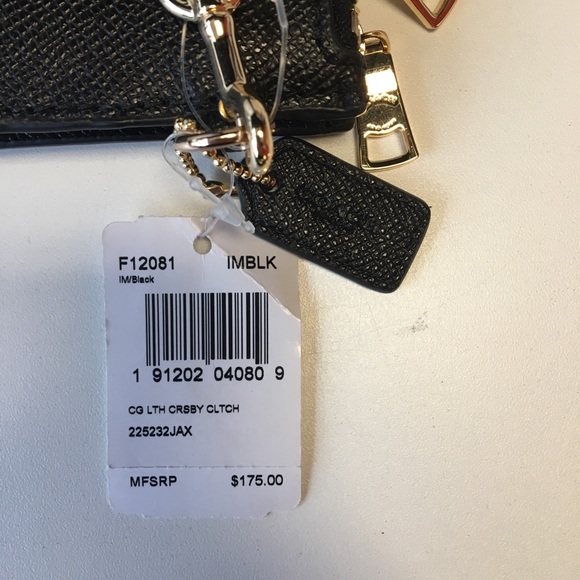 F12081 IMBLK
IM/Black
1 91202 04080 9
CG LTH CRSBY CLTCH
225232JAX
MFSRP $175.00